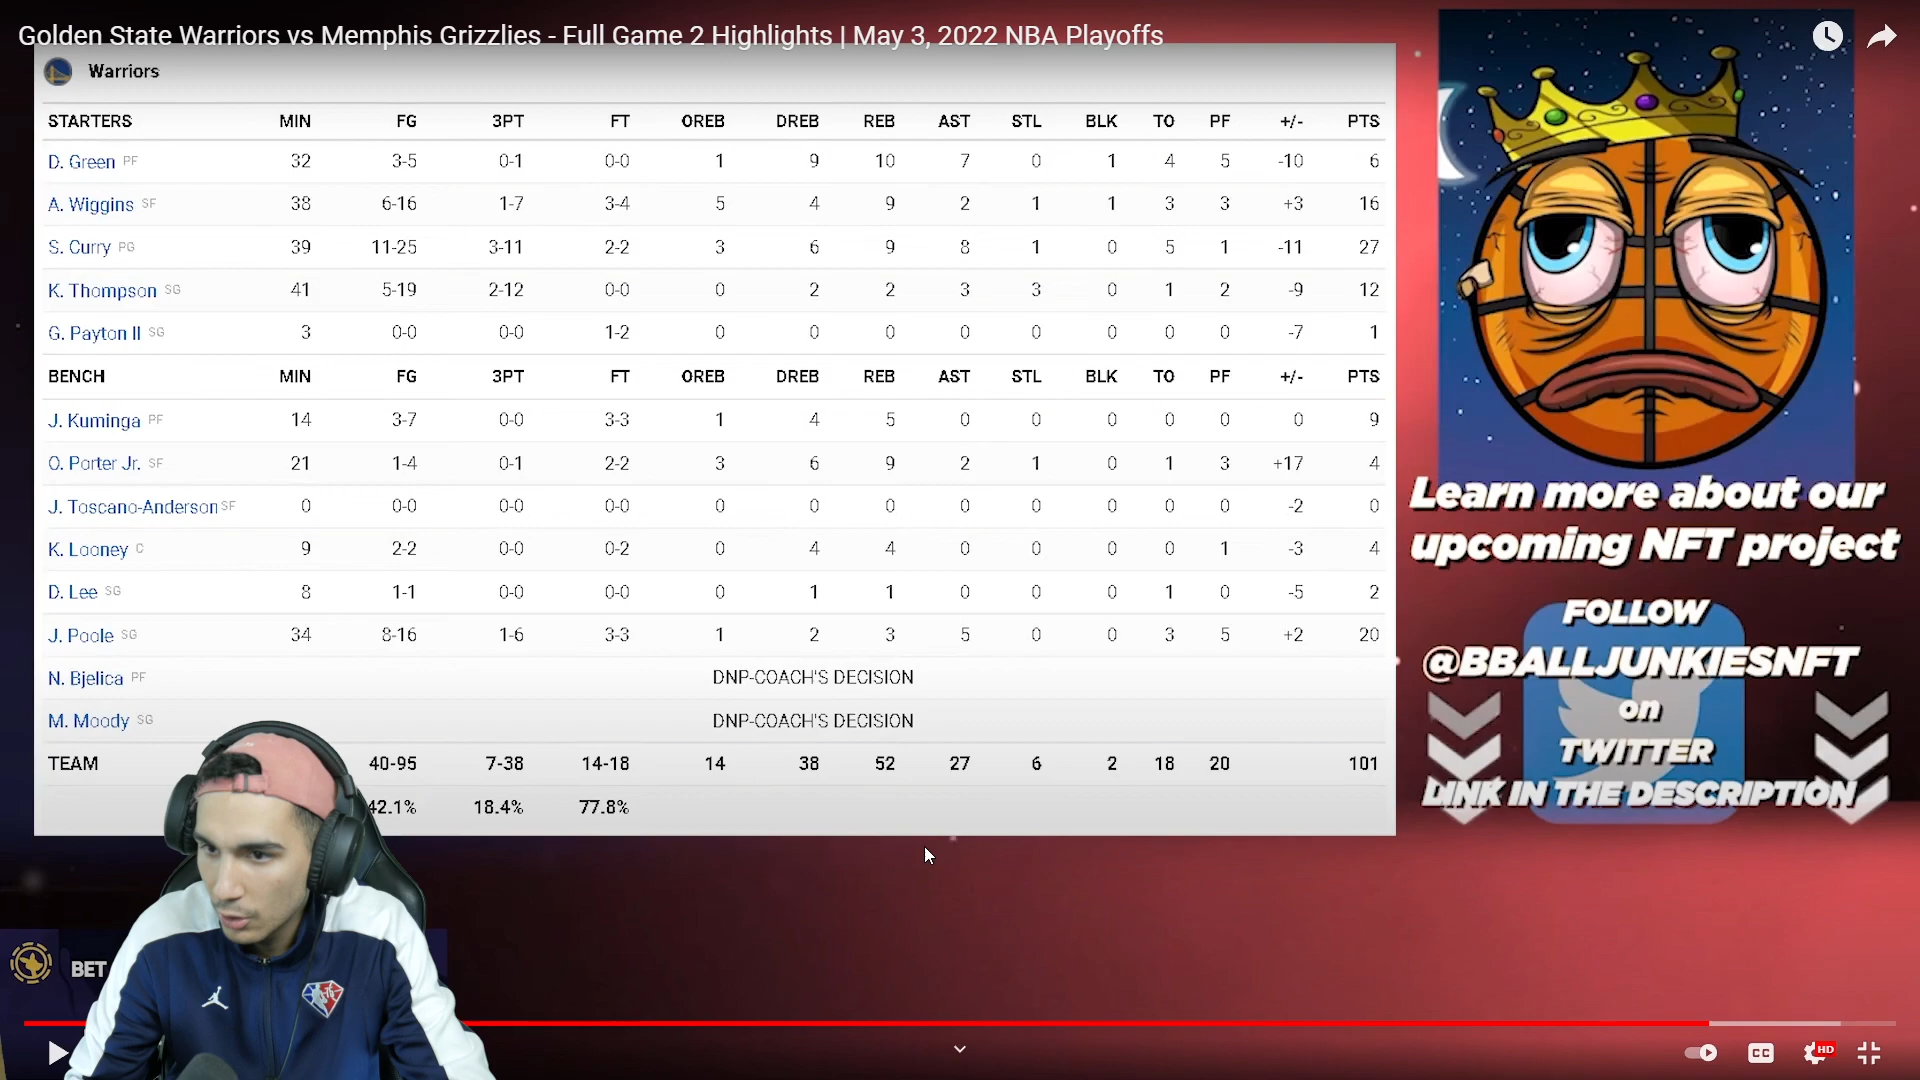 Golden State Warriors vs Memphis Grizzlies - Full Game 2 Highlights | May 3, 2022 NBA Playoffs
Warriors
STARTERS MIN FG 3PT FT OREB DREB REB AST STL BLK TO PF +/- PTS
D. Green PF 32 3-5 0-1 0-0 1 9 10 7 0 1 4 5 -10 6
A. Wiggins SF 38 6-16 1-7 3-4 5 4 9 2 1 1 3 3 +3 16
S. Curry PG 39 11-25 3-11 2-2 3 6 9 8 1 0 5 1 -11 27
K. Thompson SG 41 5-19 2-12 0-0 0 2 2 3 3 0 1 2 -9 12
G. Payton II SG 3 0-0 0-0 1-2 0 0 0 0 0 0 0 0 -7 1
BENCH MIN FG 3PT FT OREB DREB REB AST STL BLK TO PF +/- PTS
J. Kuminga PF 14 3-7 0-0 3-3 1 4 5 0 0 0 0 0 0 9
O. Porter Jr. SF 21 1-4 0-1 2-2 3 6 9 2 1 0 1 3 +17 4
J. Toscano-Anderson SF 0 0-0 0-0 0-0 0 0 0 0 0 0 0 0 -2 0
K. Looney C 9 2-2 0-0 0-2 0 4 4 0 0 0 0 1 -3 4
D. Lee SG 8 1-1 0-0 0-0 0 1 1 0 0 0 1 0 -5 2
J. Poole SG 34 8-16 1-6 3-3 1 2 3 5 0 0 3 5 +2 20
N. Bjelica PF DNP-COACH'S DECISION
M. Moody SG DNP-COACH'S DECISION
TEAM 40-95 7-38 14-18 14 38 52 27 6 2 18 20 101
42.1% 18.4% 77.8%
Learn more about our
upcoming NFT project
FOLLOW
@BBALLJUNKIESNFT
on
TWITTER
LINK IN THE DESCRIPTION
BET
76
CC
HD